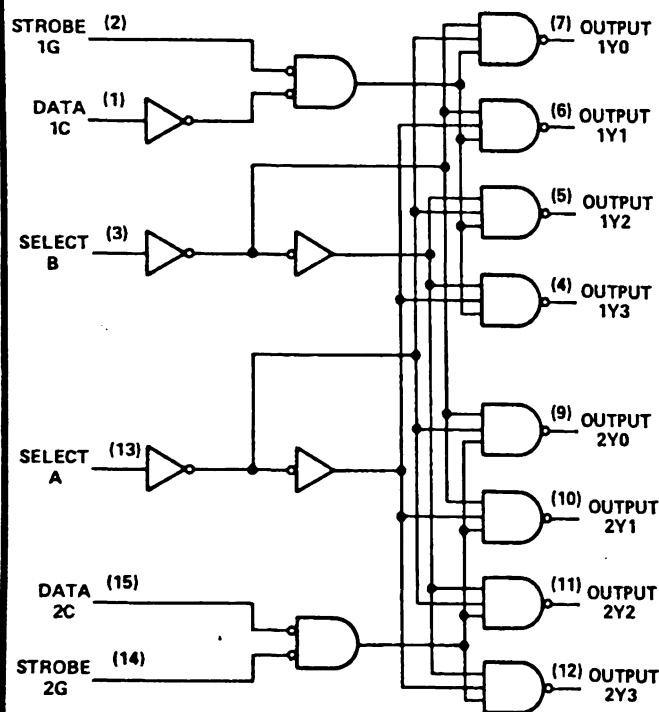 STROBE (2)
1G
DATA (1)
1C
SELECT (3)
B
SELECT (13)
A
DATA (15)
2C
STROBE (14)
2G
(7) OUTPUT
1Y0
(6) OUTPUT
1Y1
(5) OUTPUT
1Y2
(4) OUTPUT
1Y3
(9) OUTPUT
2Y0
(10) OUTPUT
2Y1
(11) OUTPUT
2Y2
(12) OUTPUT
2Y3